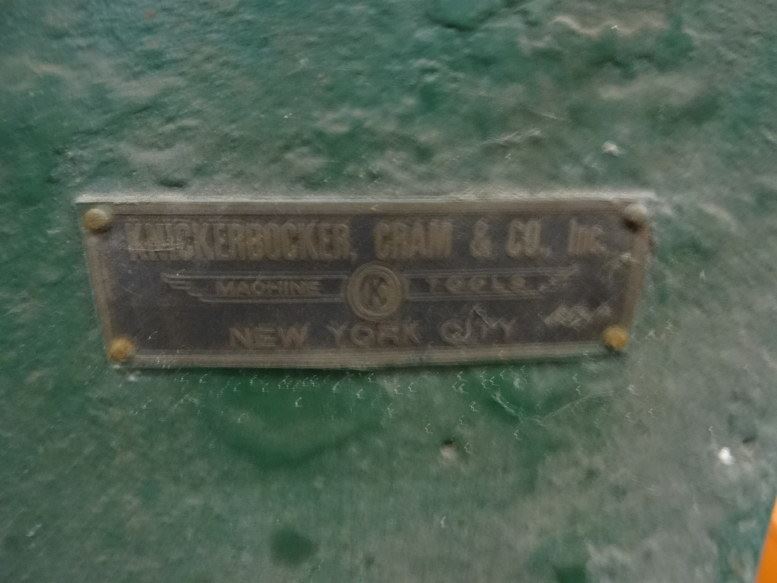 KNICKERBOCKER, CRAM & CO., Inc.
MACHINE K TOOLS
NEW YORK CITY